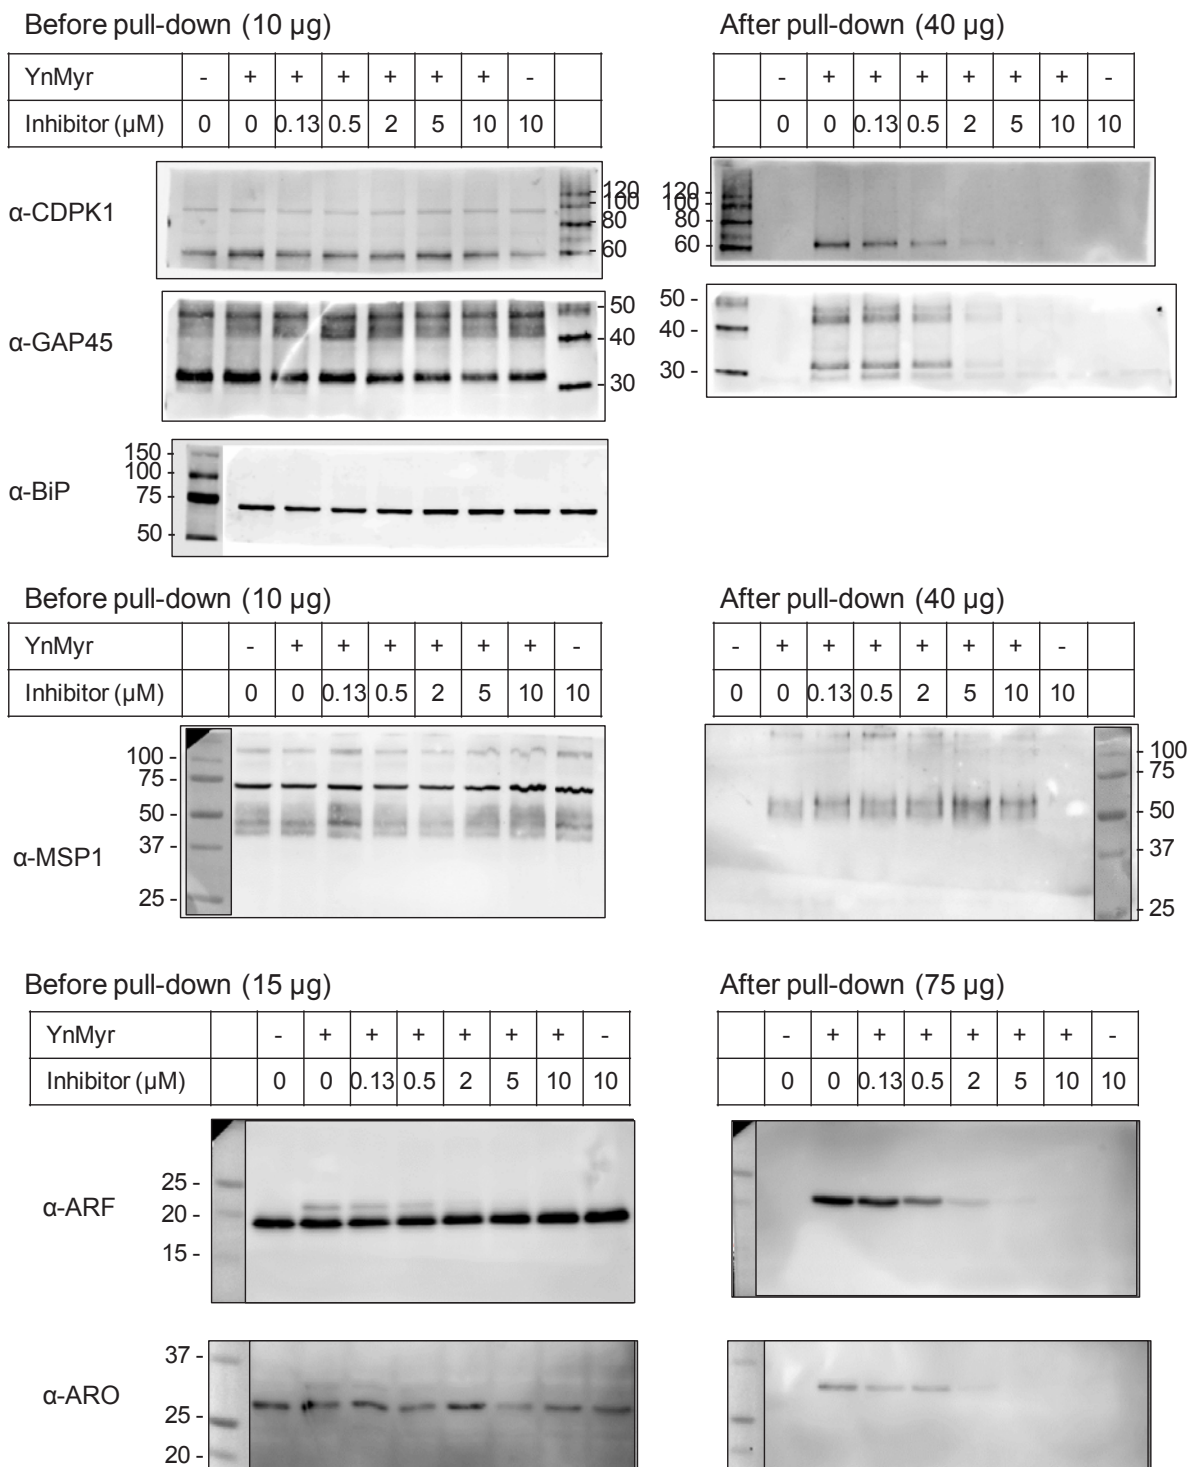 Before pull-down (10 µg)
After pull-down (40 µg)
YnMyr - + + + + + + -
- + + + + + + -
Inhibitor (µM) 0 0 0.13 0.5 2 5 10 10
0 0 0.13 0.5 2 5 10 10
α-CDPK1
- 120
- 100
- 80
- 60
120 -
100 -
80 -
60 -
α-GAP45
- 50
- 40
- 30
50 -
40 -
30 -
α-BiP
150 -
100 -
75 -
50 -
Before pull-down (10 µg)
After pull-down (40 µg)
YnMyr - + + + + + + -
- + + + + + + -
Inhibitor (µM) 0 0 0.13 0.5 2 5 10 10
0 0 0.13 0.5 2 5 10 10
α-MSP1
100 -
75 -
50 -
37 -
25 -
- 100
- 75
- 50
- 37
- 25
Before pull-down (15 µg)
After pull-down (75 µg)
YnMyr - + + + + + + -
- + + + + + + -
Inhibitor (µM) 0 0 0.13 0.5 2 5 10 10
0 0 0.13 0.5 2 5 10 10
α-ARF
25 -
20 -
15 -
α-ARO
37 -
25 -
20 -